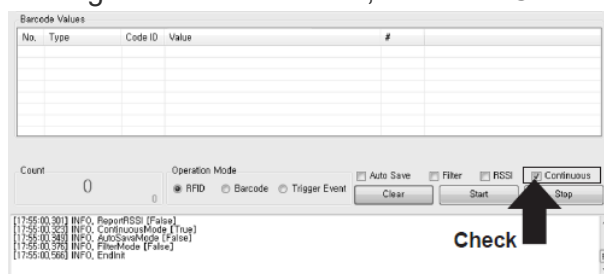 Barcode Values
No. Type Code ID Value #
Count
0
0
Operation Mode
RFID Barcode Trigger Event
Auto Save Filter RSSI Continuous
Clear Start Stop
[17:55:00,301] INFO, ReportRSSI [False]
[17:55:00,323] INFO, ContinuousMode [True]
[17:55:00,349] INFO, AutoSaveMode [False]
[17:55:00,376] INFO, FilterMode [False]
[17:55:00,566] INFO, EndInit
Check